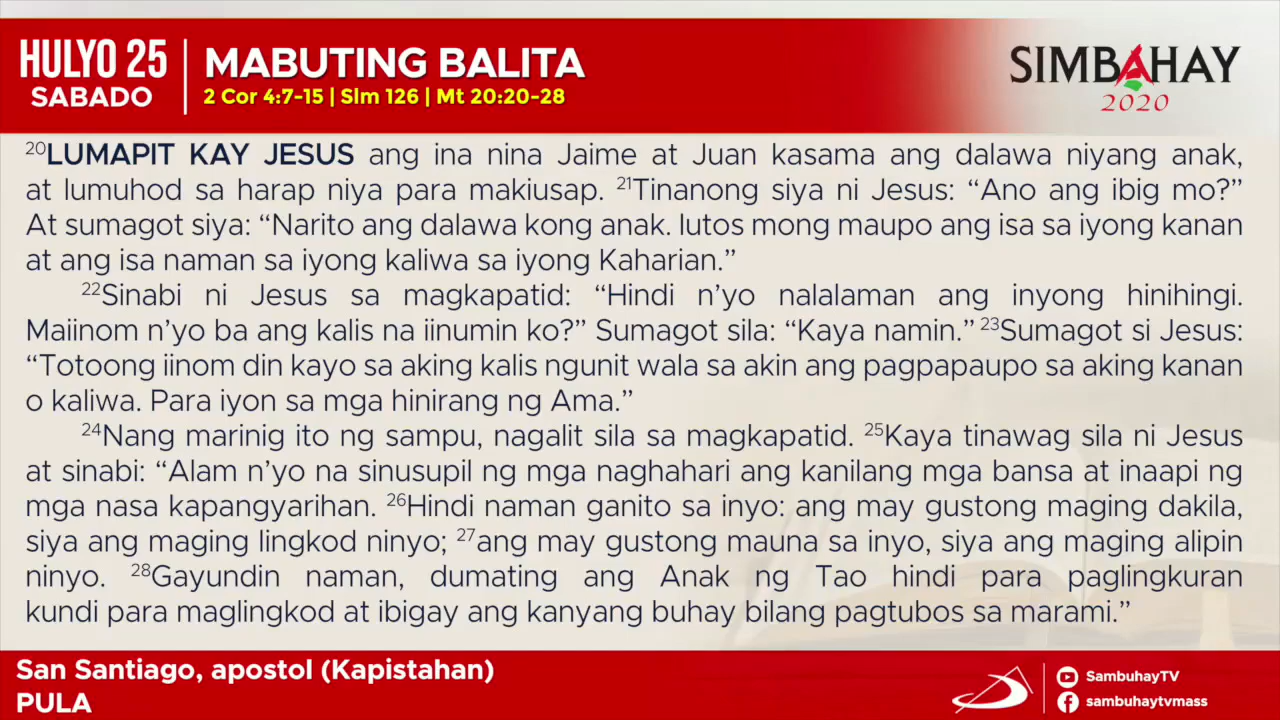 HULYO 25
SABADO
MABUTING BALITA
2 Cor 4:7-15 | Slm 126 | Mt 20:20-28
SIMBAHAY
2020
20LUMAPIT KAY JESUS ang ina nina Jaime at Juan kasama ang dalawa niyang anak,
at lumuhod sa harap niya para makiusap. 21Tinanong siya ni Jesus: “Ano ang ibig mo?”
At sumagot siya: “Narito ang dalawa kong anak. Iutos mong maupo ang isa sa iyong kanan
at ang isa naman sa iyong kaliwa sa iyong Kaharian.”
22Sinabi ni Jesus sa magkapatid: “Hindi n’yo nalalaman ang inyong hinihingi.
Maiinom n’yo ba ang kalis na iinumin ko?” Sumagot sila: “Kaya namin.” 23Sumagot si Jesus:
“Totoong iinom din kayo sa aking kalis ngunit wala sa akin ang pagpapaupo sa aking kanan
o kaliwa. Para iyon sa mga hinirang ng Ama.”
24Nang marinig ito ng sampu, nagalit sila sa magkapatid. 25Kaya tinawag sila ni Jesus
at sinabi: “Alam n’yo na sinusupil ng mga naghahari ang kanilang mga bansa at inaapi ng
mga nasa kapangyarihan. 26Hindi naman ganito sa inyo: ang may gustong maging dakila,
siya ang maging lingkod ninyo; 27ang may gustong mauna sa inyo, siya ang maging alipin
ninyo. 28Gayundin naman, dumating ang Anak ng Tao hindi para paglingkuran
kundi para maglingkod at ibigay ang kanyang buhay bilang pagtubos sa marami.”
San Santiago, apostol (Kapistahan)
PULA
SambuhayTV
sambuhaytvmass